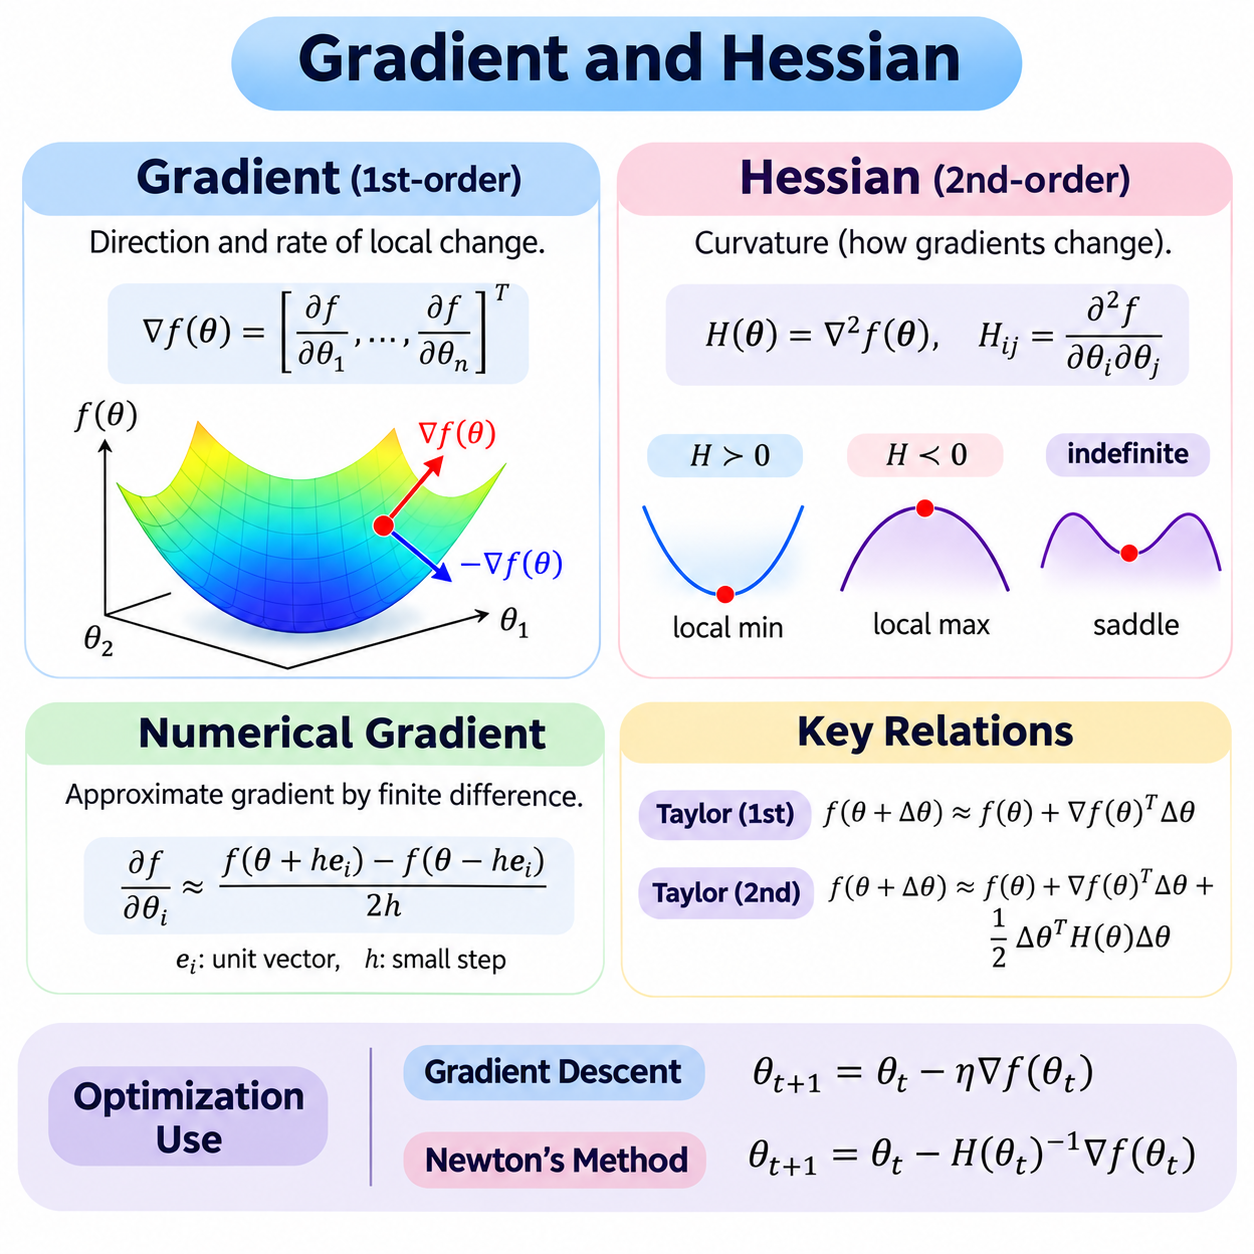 Gradient and Hessian
Gradient (1st-order)
Direction and rate of local change.
∇f(θ) = [∂f/∂θ₁, ..., ∂f/∂θₙ]ᵀ
f(θ)
∇f(θ)
−∇f(θ)
θ₁
θ₂
Hessian (2nd-order)
Curvature (how gradients change).
H(θ) = ∇²f(θ), Hᵢⱼ = ∂²f/∂θᵢ∂θⱼ
H ≻ 0
H ≺ 0
indefinite
local min
local max
saddle
Numerical Gradient
Approximate gradient by finite difference.
∂f/∂θᵢ ≈ (f(θ + heᵢ) − f(θ − heᵢ))/2h
eᵢ: unit vector, h: small step
Key Relations
Taylor (1st) f(θ + Δθ) ≈ f(θ) + ∇f(θ)ᵀΔθ
Taylor (2nd) f(θ + Δθ) ≈ f(θ) + ∇f(θ)ᵀΔθ +
1/2 ΔθᵀH(θ)Δθ
Optimization
Use
Gradient Descent θₜ₊₁ = θₜ − η∇f(θₜ)
Newton's Method θₜ₊₁ = θₜ − H(θₜ)⁻¹∇f(θₜ)